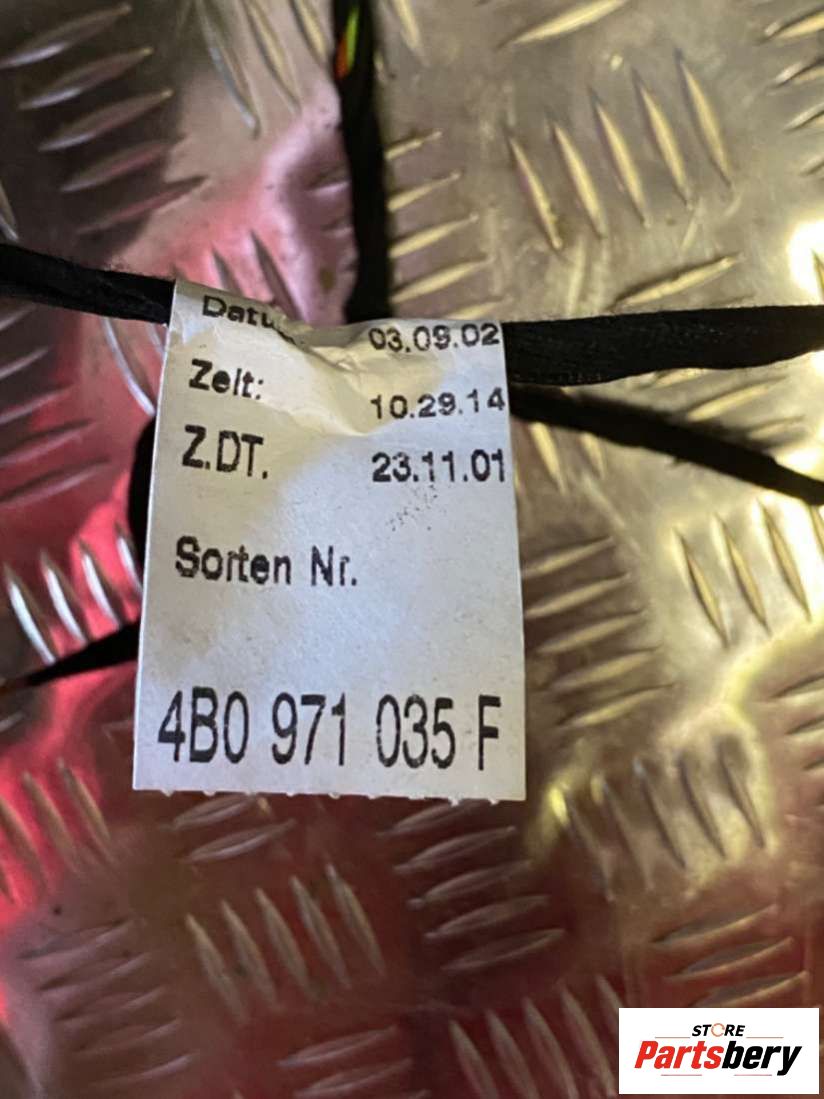 03.09.02
Zeit: 10.29.14
Z.DT. 23.11.01
Sorten Nr.
4B0 971 035 F
STORE
Partsbery